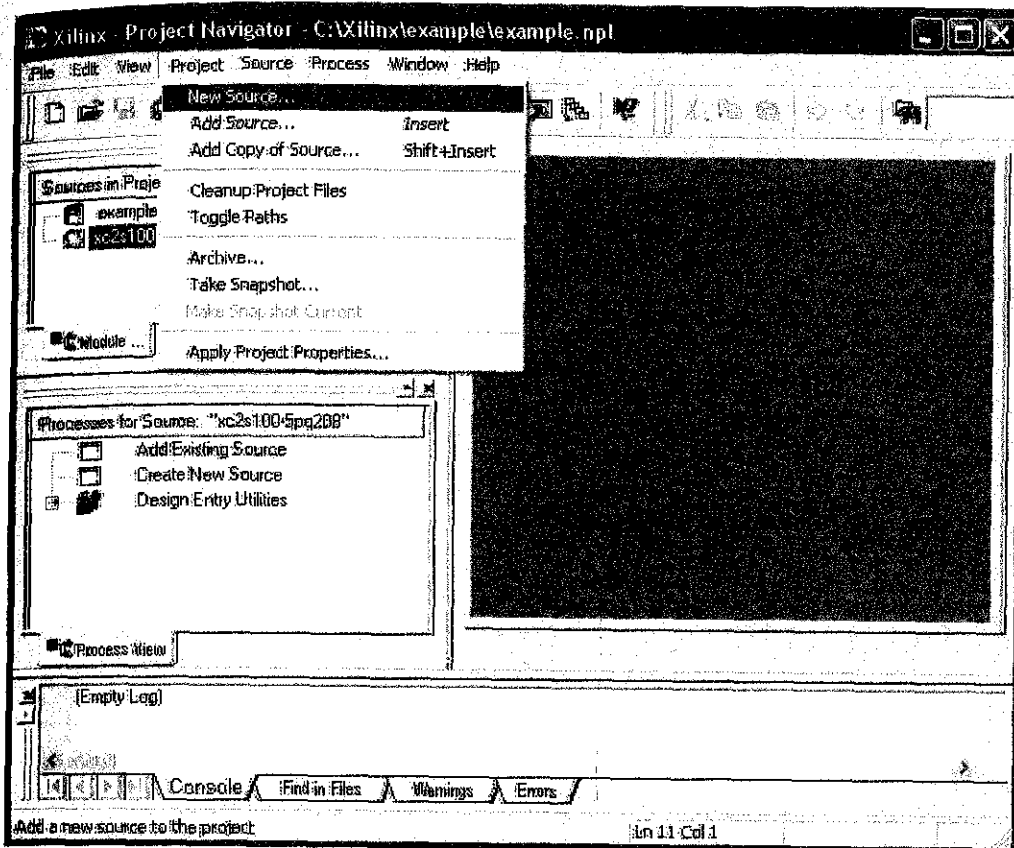 Xilinx - Project Navigator - C:\Xilinx\example\example.npl
File Edit View Project Source Process Window Help
New Source...
Add Source... Insert
Add Copy of Source... Shift+Insert
Cleanup Project Files
Toggle Paths
Archive...
Take Snapshot...
Make Snapshot Current
Apply Project Properties...
Sources in Proje
example
xc2s100
Module ...
Processes for Source: "xc2s100-5pq208"
Add Existing Source
Create New Source
Design Entry Utilities
Process View
(Empty Log)
Console Find in Files Warnings Errors
Add a new source to the project
Ln 11 Col 1